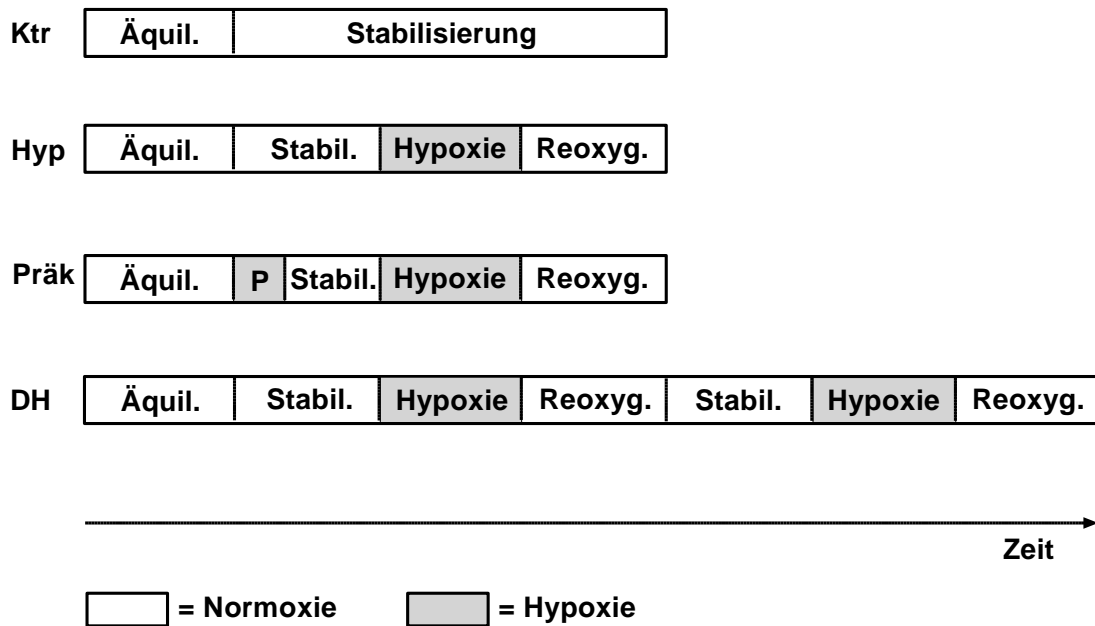 Ktr Äquil. Stabilisierung
Hyp Äquil. Stabil. Hypoxie Reoxyg.
Präk Äquil. P Stabil. Hypoxie Reoxyg.
DH Äquil. Stabil. Hypoxie Reoxyg. Stabil. Hypoxie Reoxyg.
Zeit
= Normoxie = Hypoxie